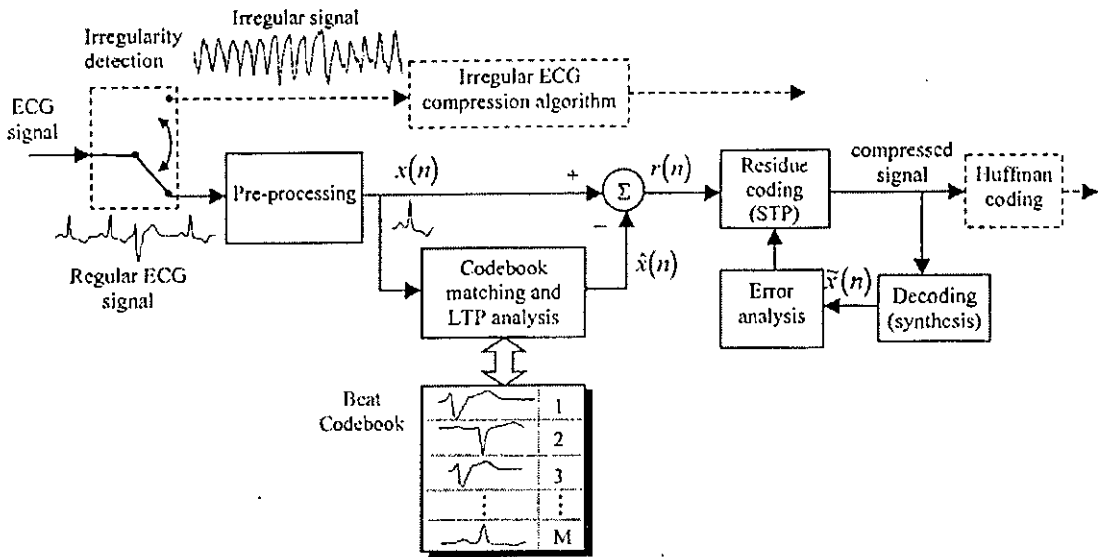 Irregular signal
Irregularity
detection
Irregular ECG
compression algorithm
ECG
signal
Pre-processing
x(n)
+
Σ
−
r(n)
Residue
coding
(STP)
compressed
signal
Huffman
coding
Regular ECG
signal
Codebook
matching and
LTP analysis
x̂(n)
Error
analysis
x̃(n)
Decoding
(synthesis)
Beat
Codebook
1
2
3
M